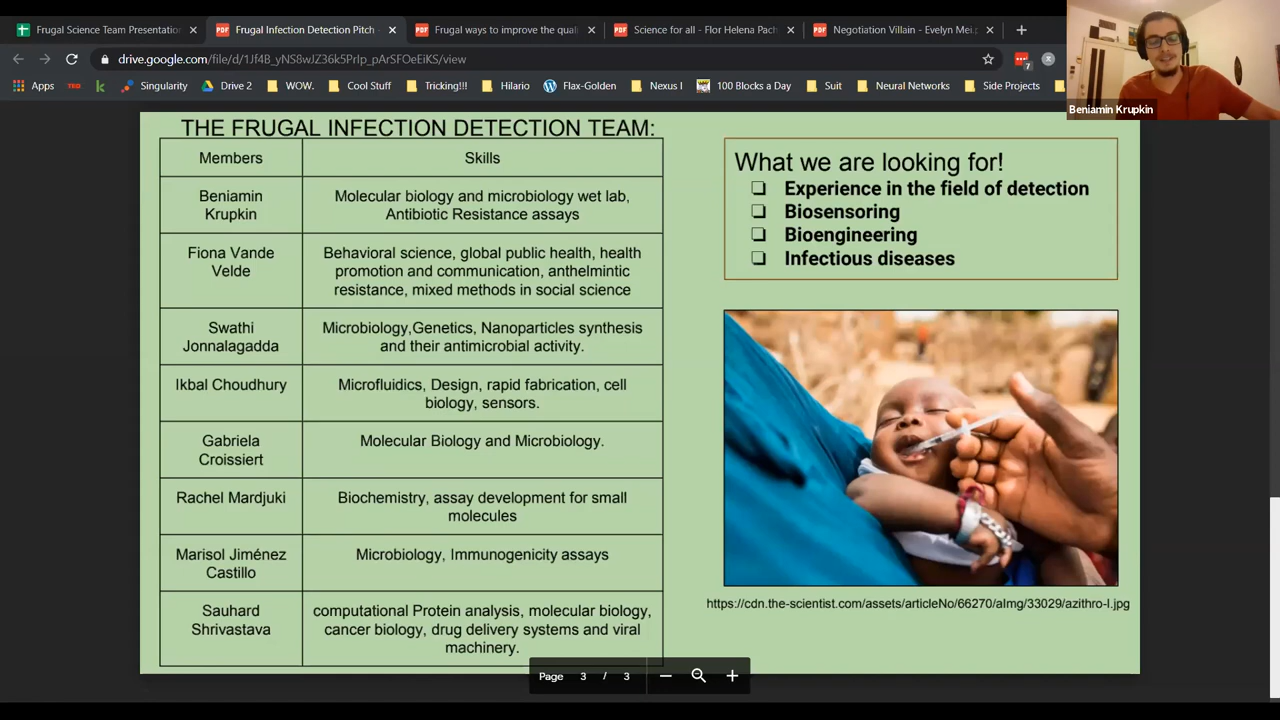 Frugal Science Team Presentation
Frugal Infection Detection Pitch -
Frugal ways to improve the quali
Science for all - Flor Helena Pach
Negotiation Villain - Evelyn Mei.p
drive.google.com/file/d/1Jf4B_yNS8wJZ36k5PrIp_pArSFOeEiKS/view
7
Apps
TED
Singularity
Drive 2
WOW.
Cool Stuff
Tricking!!!
Hilario
Flax-Golden
Nexus I
100 Blocks a Day
Suit
Neural Networks
Side Projects
Beniamin Krupkin
THE FRUGAL INFECTION DETECTION TEAM:
Members
Skills
Beniamin
Krupkin
Molecular biology and microbiology wet lab,
Antibiotic Resistance assays
Fiona Vande
Velde
Behavioral science, global public health, health
promotion and communication, anthelmintic
resistance, mixed methods in social science
Swathi
Jonnalagadda
Microbiology,Genetics, Nanoparticles synthesis
and their antimicrobial activity.
Ikbal Choudhury
Microfluidics, Design, rapid fabrication, cell
biology, sensors.
Gabriela
Croissiert
Molecular Biology and Microbiology.
Rachel Mardjuki
Biochemistry, assay development for small
molecules
Marisol Jiménez
Castillo
Microbiology, Immunogenicity assays
Sauhard
Shrivastava
computational Protein analysis, molecular biology,
cancer biology, drug delivery systems and viral
machinery.
What we are looking for!
Experience in the field of detection
Biosensoring
Bioengineering
Infectious diseases
https://cdn.the-scientist.com/assets/articleNo/66270/aImg/33029/azithro-l.jpg
Page 3 / 3